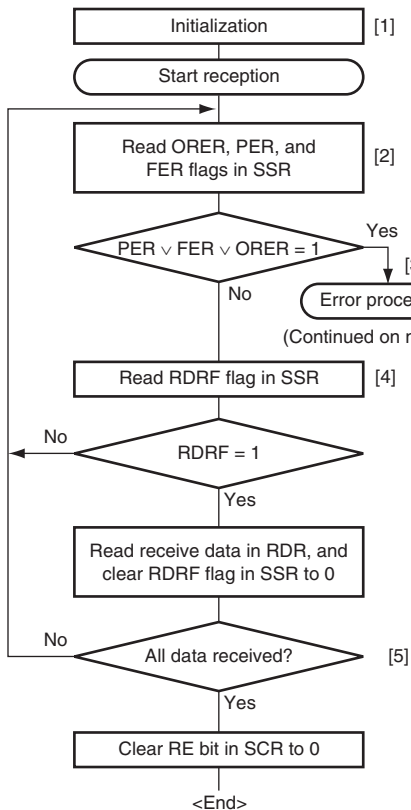 Initialization [1]
Start reception
Read ORER, PER, and
FER flags in SSR
[2]
PER ∨ FER ∨ ORER = 1
Yes
No
Error
(Continued on
Read RDRF flag in SSR [4]
No
RDRF = 1
Yes
Read receive data in RDR, and
clear RDRF flag in SSR to 0
No
All data received? [5]
Yes
Clear RE bit in SCR to 0
<End>